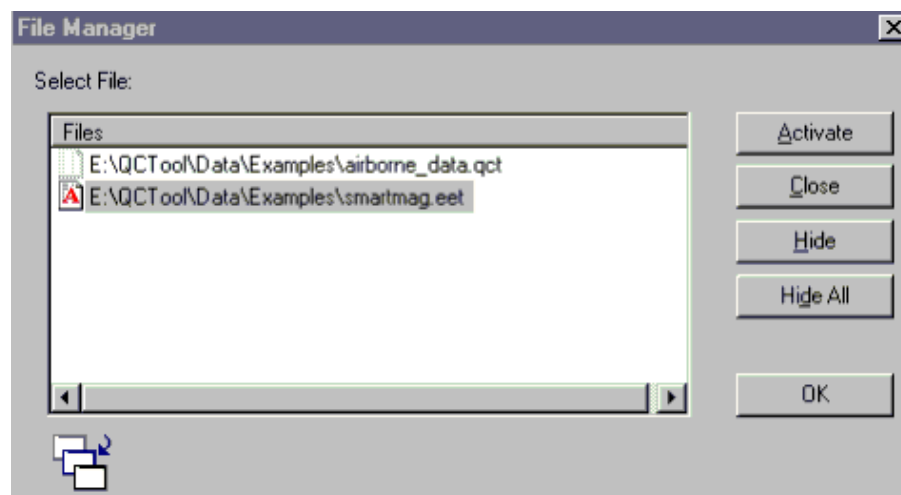 File Manager
Select File:
Files
E:\QCTool\Data\Examples\airborne_data.qct
A E:\QCTool\Data\Examples\smartmag.eet
Activate
Close
Hide
Hide All
OK